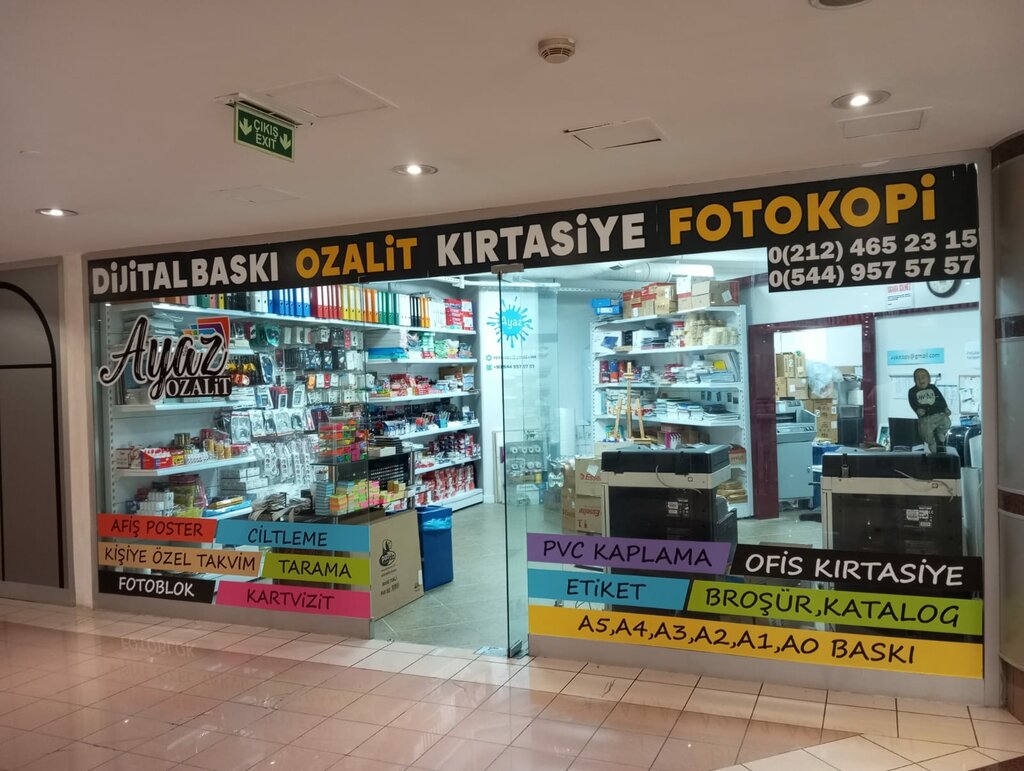 ÇIKIŞ
EXIT
DİJİTAL BASKI OZALİT KIRTASİYE FOTOKOPİ
0(212) 465 23 15
0(544) 957 57 57
Ayaz
OZALİT
Ayaz
AFİŞ POSTER
CİLTLEME
KİŞİYE ÖZEL TAKVİM
TARAMA
FOTOBLOK
KARTVİZİT
PVC KAPLAMA
OFİS KIRTASİYE
ETİKET
BROŞÜR,KATALOG
A5,A4,A3,A2,A1,A0 BASKI